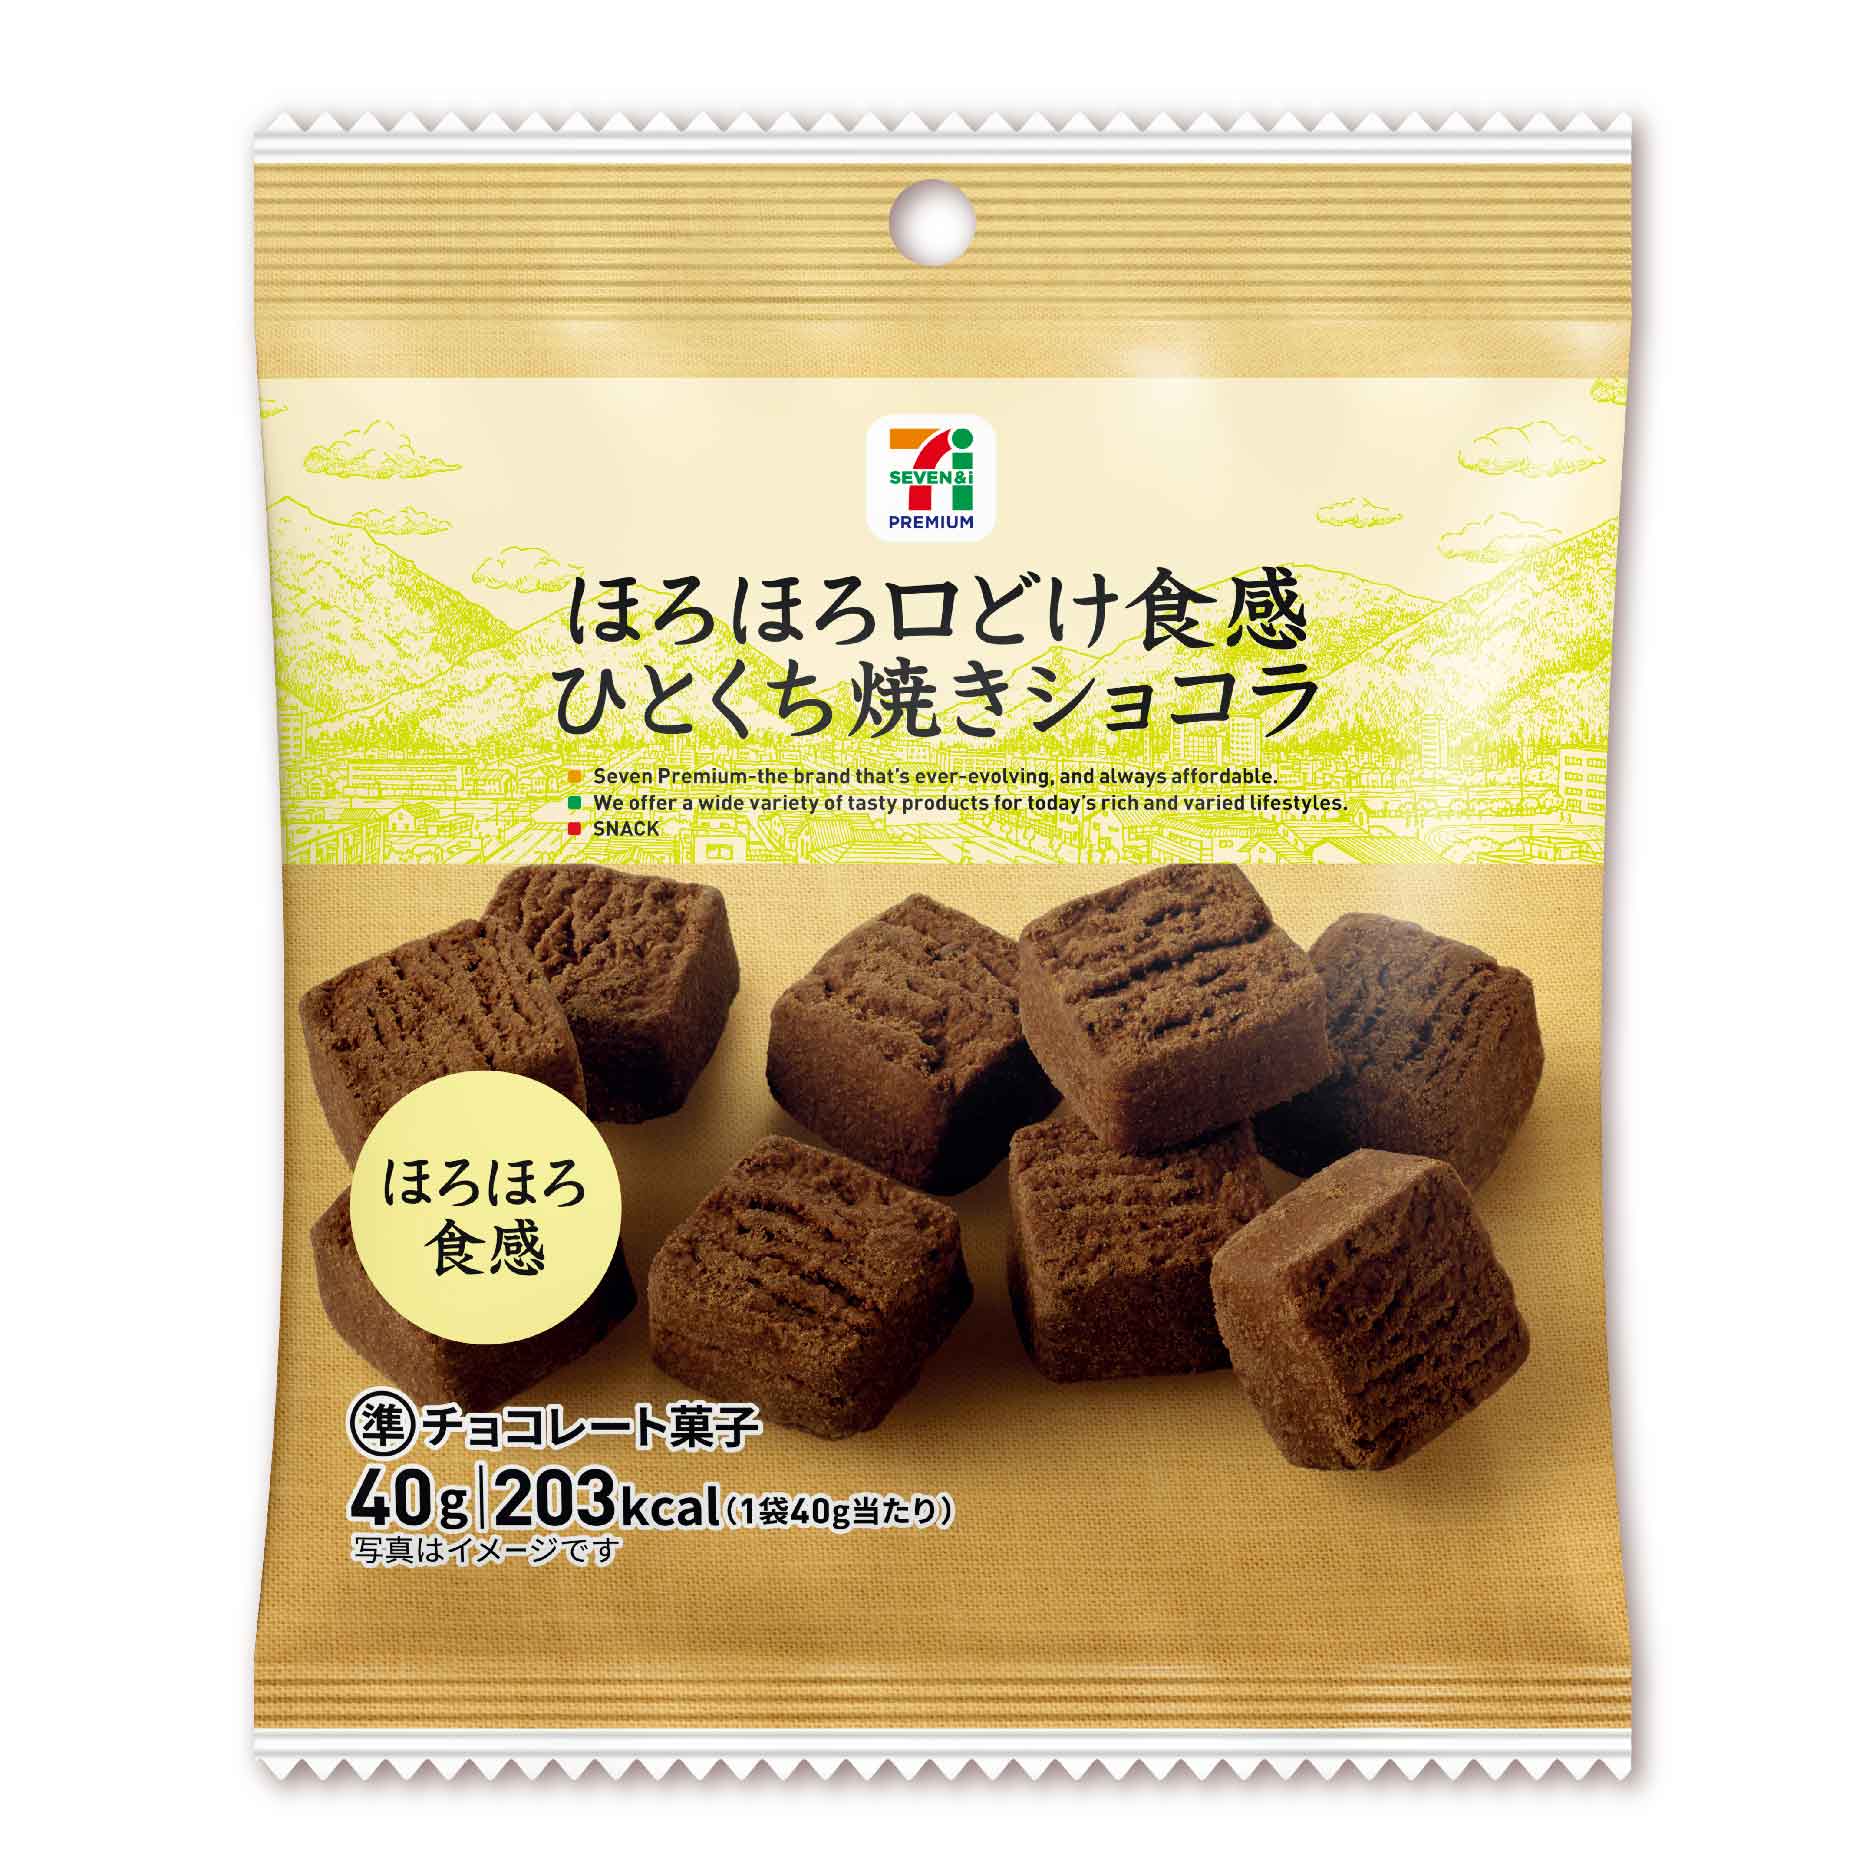 SEVEN&i
PREMIUM
ほろほろ口どけ食感
ひとくち焼きショコラ
Seven Premium-the brand that's ever-evolving, and always affordable.
We offer a wide variety of tasty products for today's rich and varied lifestyles.
SNACK
ほろほろ
食感
準チョコレート菓子
40g|203kcal(1袋40g当たり)
写真はイメージです